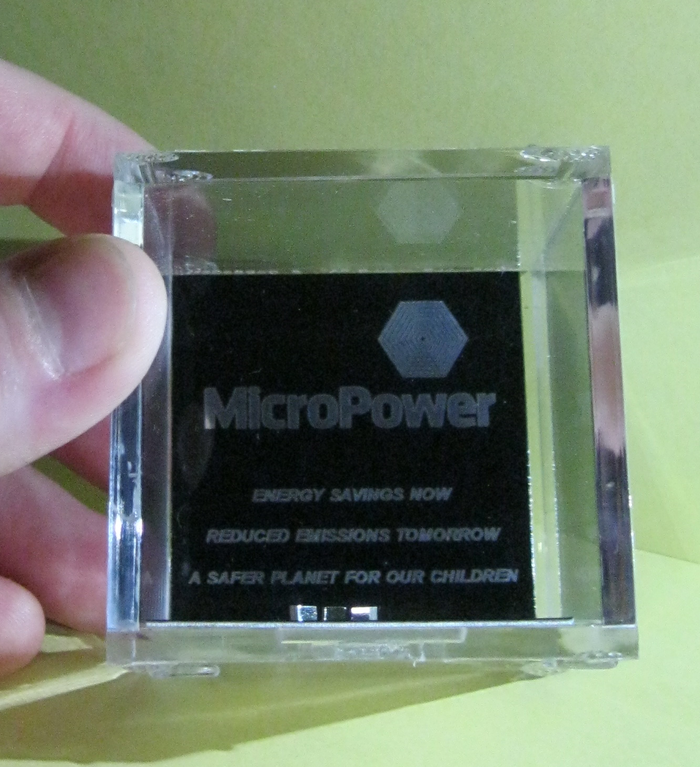 MicroPower
ENERGY SAVINGS NOW
REDUCED EMISSIONS TOMORROW
A SAFER PLANET FOR OUR CHILDREN